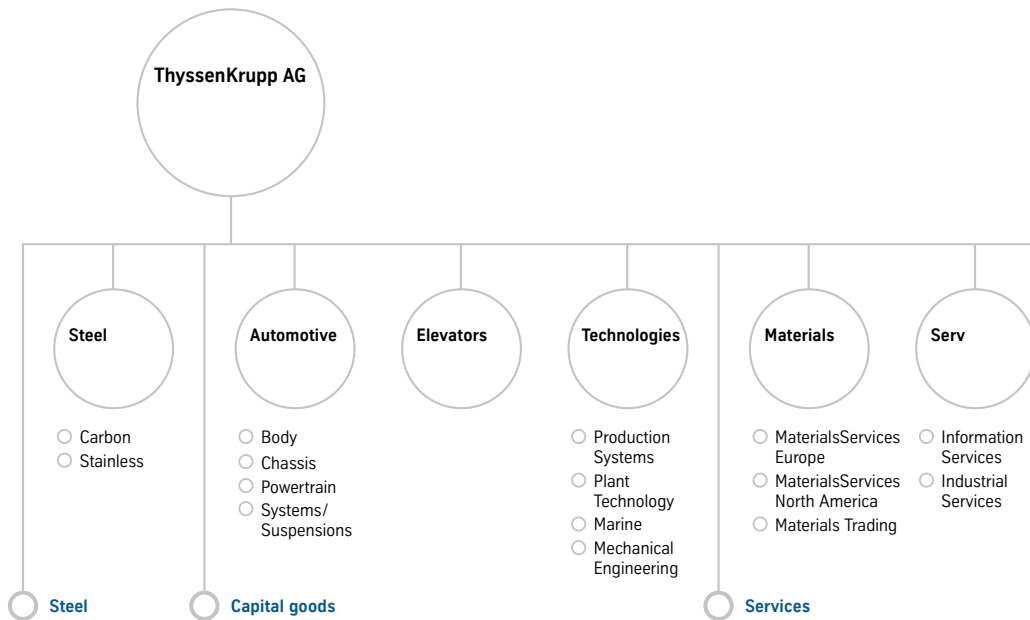 ThyssenKrupp AG
Steel
Automotive
Elevators
Technologies
Materials
Serv
Carbon
Stainless
Body
Chassis
Powertrain
Systems/
Suspensions
Production
Systems
Plant
Technology
Marine
Mechanical
Engineering
MaterialsServices
Europe
MaterialsServices
North America
Materials Trading
Information
Services
Industrial
Services
Steel
Capital goods
Services